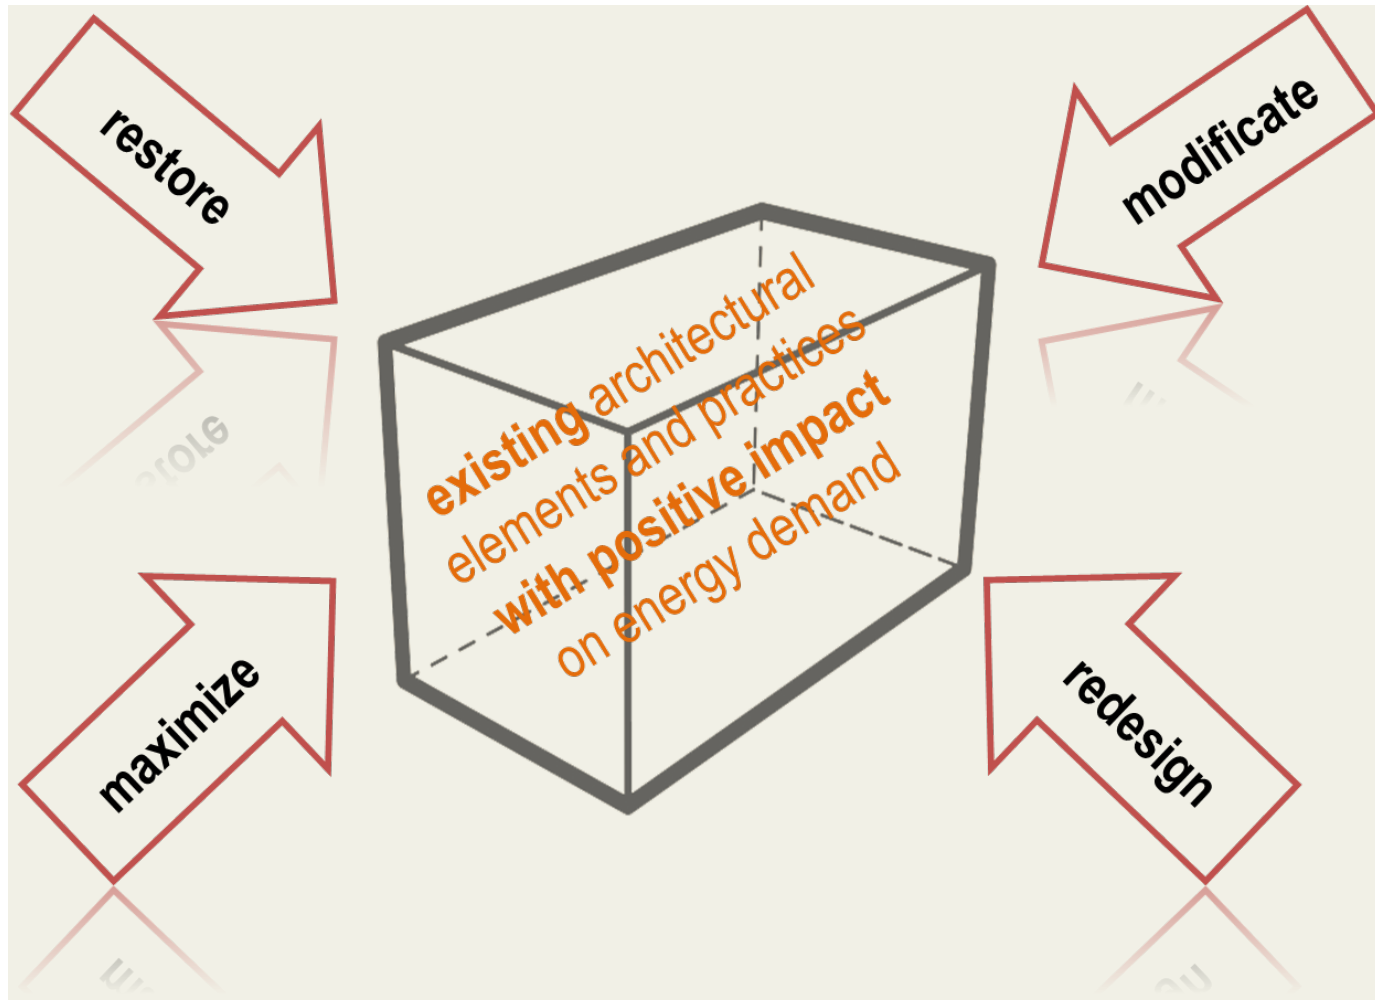 restore
modificate
existing architectural
elements and practices
with positive impact
on energy demand
maximize
redesign